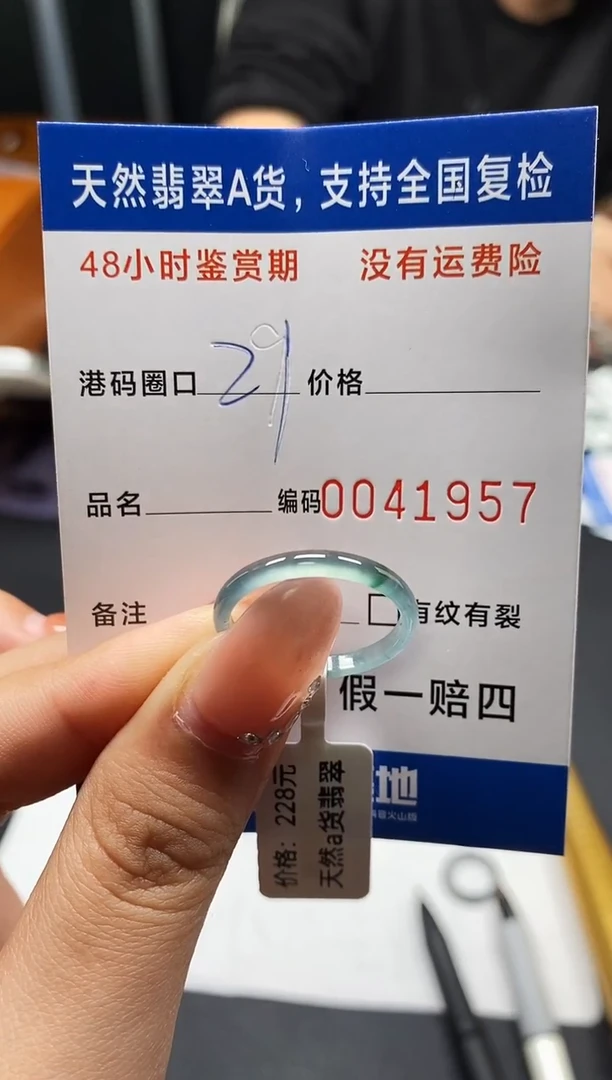 天然翡翠A货，支持全国复检
48小时鉴赏期 没有运费险
港码圈口 29 价格
品名 编码0041957
备注 有纹有裂
假一赔四
地
价格：228元
天然a货翡翠